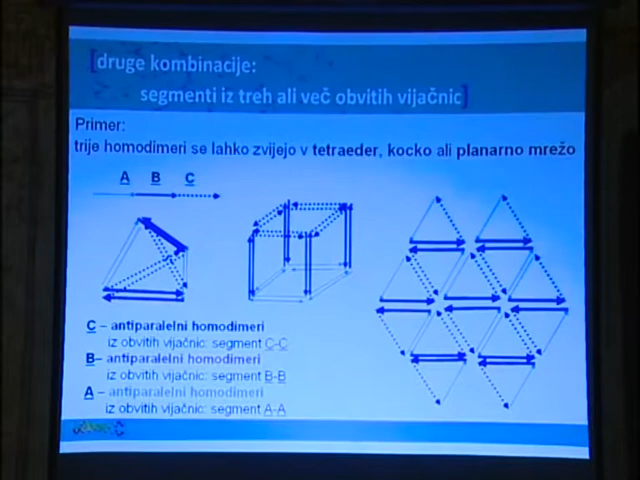 [druge kombinacije:
segmenti iz treh ali več obvitih vijačnic]
Primer:
trije homodimeri se lahko zvijejo v tetraeder, kocko ali planarno mrežo
A B C
C – antiparalelni homodimeri
iz obvitih vijačnic: segment C-C
B– antiparalelni homodimeri
iz obvitih vijačnic: segment B-B
A – antiparalelni homodimeri
iz obvitih vijačnic: segment A-A